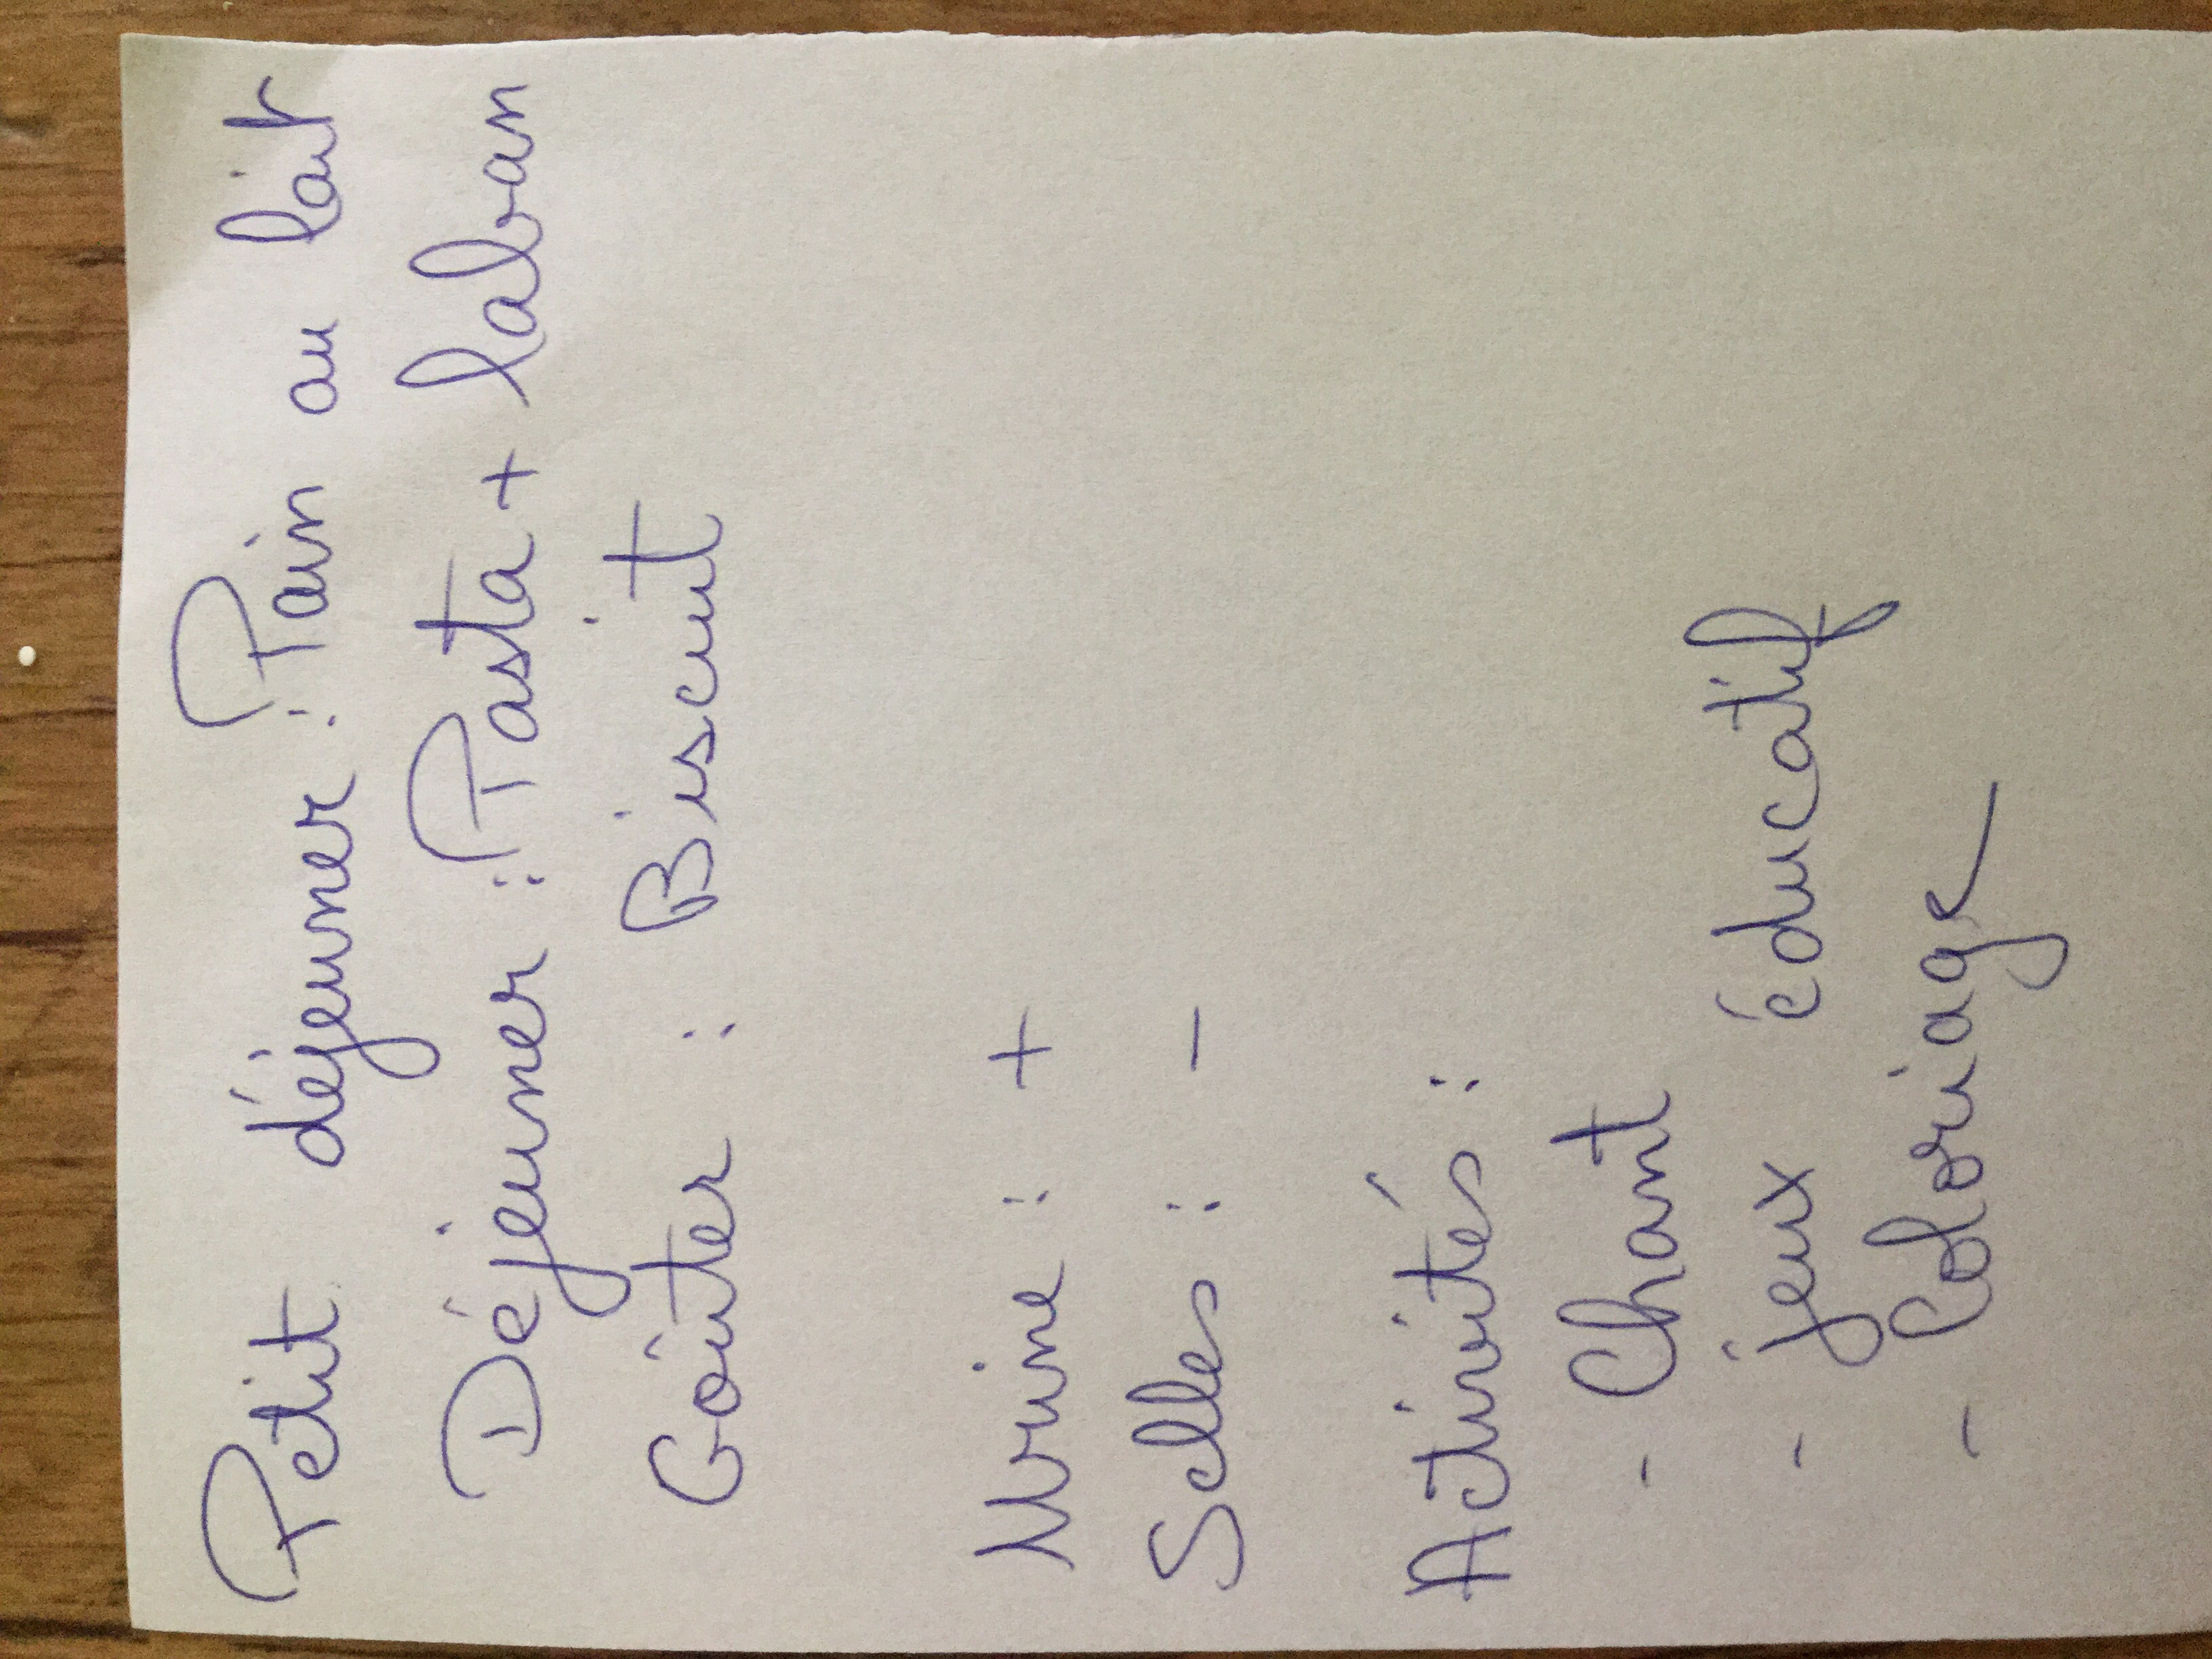 Petit déjeuner : Pain au lait
Déjeuner : Pasta + laban
Goûter : Biscuit
Urine : +
Selles : -
Activités :
- Chant
- jeux éducatif
- Coloriage